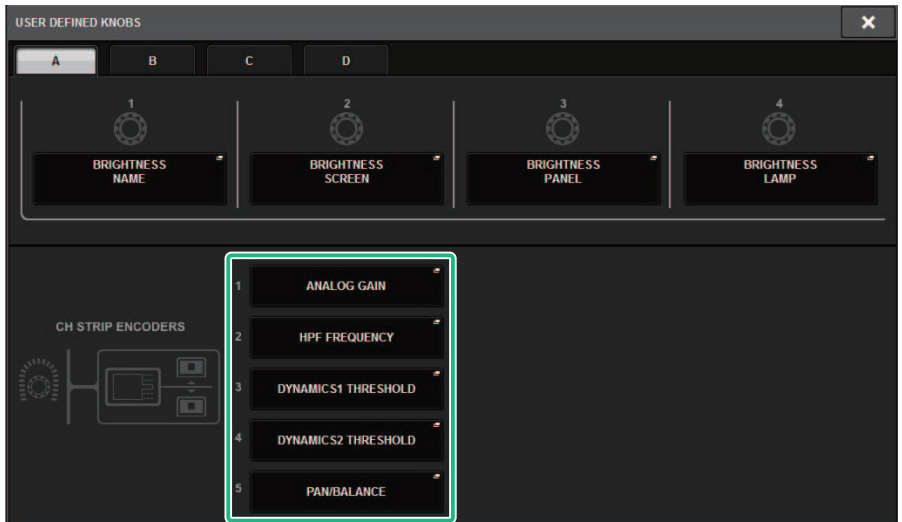 USER DEFINED KNOBS
A B C D
1 2 3 4
BRIGHTNESS NAME
BRIGHTNESS SCREEN
BRIGHTNESS PANEL
BRIGHTNESS LAMP
CH STRIP ENCODERS
1 ANALOG GAIN
2 HPF FREQUENCY
3 DYNAMICS1 THRESHOLD
4 DYNAMICS2 THRESHOLD
5 PAN/BALANCE